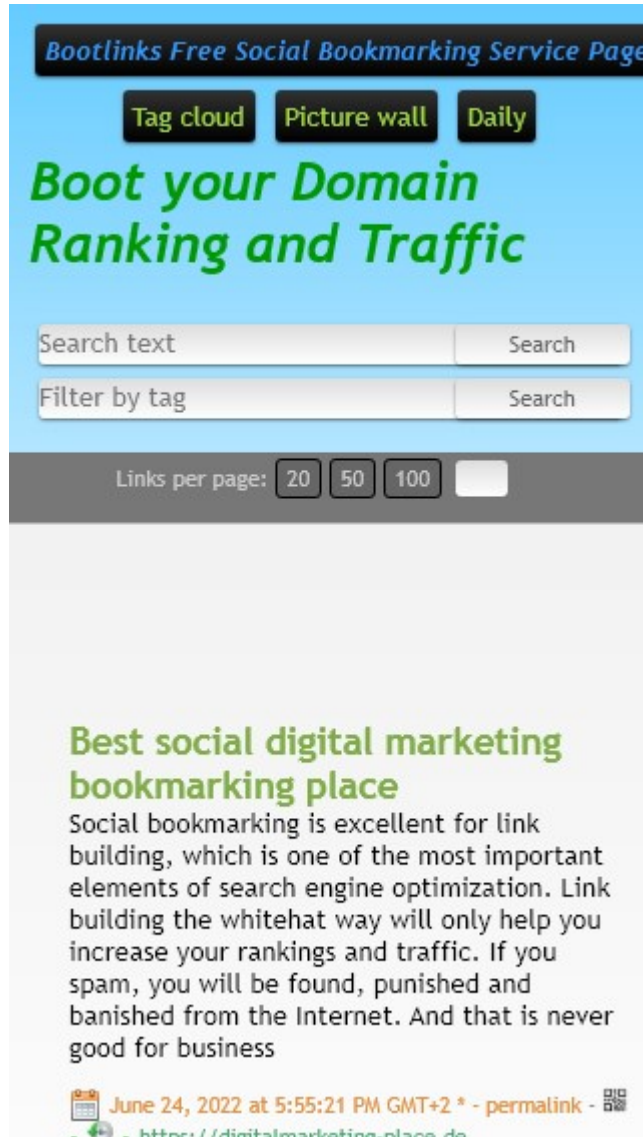 Bootlinks Free Social Bookmarking Service Page
Tag cloud Picture wall Daily
Boot your Domain
Ranking and Traffic
Search text Search
Filter by tag Search
Links per page: 20 50 100
Best social digital marketing
bookmarking place
Social bookmarking is excellent for link
building, which is one of the most important
elements of search engine optimization. Link
building the whitehat way will only help you
increase your rankings and traffic. If you
spam, you will be found, punished and
banished from the Internet. And that is never
good for business
June 24, 2022 at 5:55:21 PM GMT+2 * - permalink -
- - https://digitalmarketing-place.de